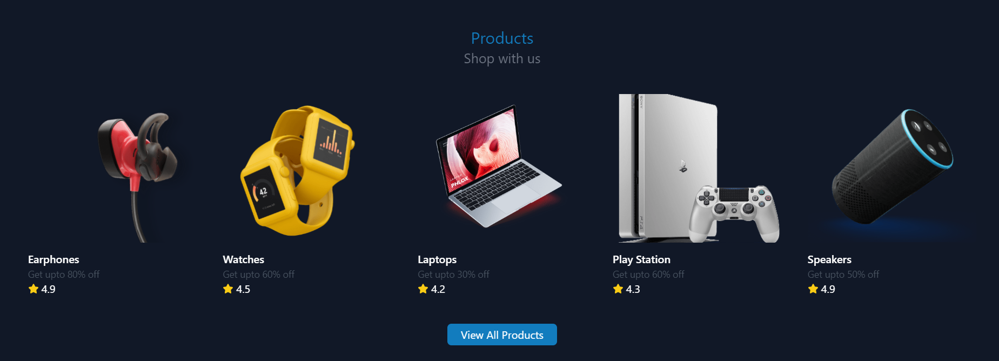 Products
Shop with us
SONY
PS4
42
PHLOX
Earphones
Get upto 80% off
4.9
Watches
Get upto 60% off
4.5
Laptops
Get upto 30% off
4.2
Play Station
Get upto 60% off
4.3
Speakers
Get upto 50% off
4.9
View All Products